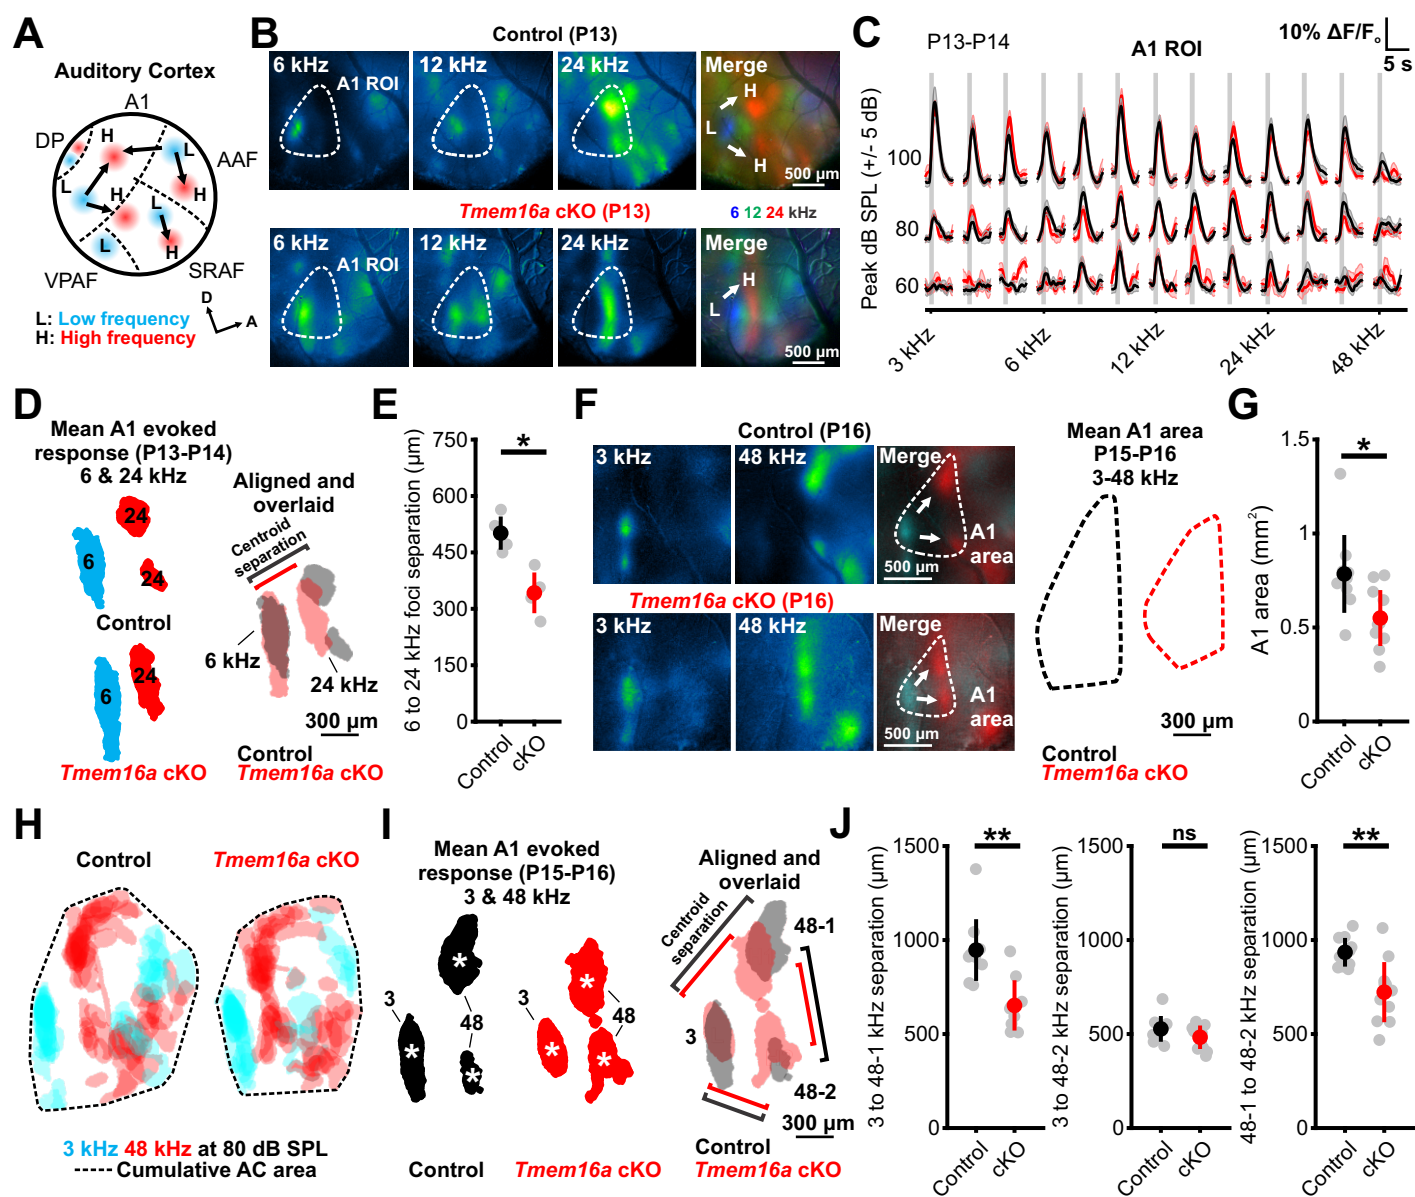 A
Auditory Cortex
A1
DP
AAF
H
L
L
H
H
L
L
H
VPAF
SRAF
D
A
L: Low frequency
H: High frequency
B
Control (P13)
6 kHz
A1 ROI
12 kHz
24 kHz
Merge
H
L
H
500 µm
Tmem16a cKO (P13)
6 12 24 kHz
6 kHz
A1 ROI
12 kHz
24 kHz
Merge
H
L
500 µm
C
P13-P14
A1 ROI
10% ΔF/F₀
5 s
Peak dB SPL (+/- 5 dB)
100
80
60
3 kHz
6 kHz
12 kHz
24 kHz
48 kHz
D
Mean A1 evoked
response (P13-P14)
6 & 24 kHz
24
6
24
Control
24
6
Tmem16a cKO
Aligned and
overlaid
Centroid
separation
6 kHz
24 kHz
300 µm
Control
Tmem16a cKO
E
6 to 24 kHz foci separation (µm)
750
600
450
300
150
0
*
Control
cKO
F
Control (P16)
3 kHz
48 kHz
Merge
A1
area
500 µm
Tmem16a cKO (P16)
3 kHz
48 kHz
Merge
A1
area
500 µm
Mean A1 area
P15-P16
3-48 kHz
300 µm
Control
Tmem16a cKO
G
A1 area (mm²)
1.5
1
0.5
0
*
Control
cKO
H
Control
Tmem16a cKO
3 kHz 48 kHz at 80 dB SPL
Cumulative AC area
I
Mean A1 evoked
response (P15-P16)
3 & 48 kHz
3
*
*
*
48
3
*
*
*
48
Control
Tmem16a cKO
Aligned and
overlaid
Centroid
separation
48-1
3
48-2
300 µm
Control
Tmem16a cKO
J
3 to 48-1 kHz separation (µm)
1500
1000
500
0
**
Control
cKO
3 to 48-2 kHz separation (µm)
1500
1000
500
0
ns
Control
cKO
48-1 to 48-2 kHz separation (µm)
1500
1000
500
0
**
Control
cKO